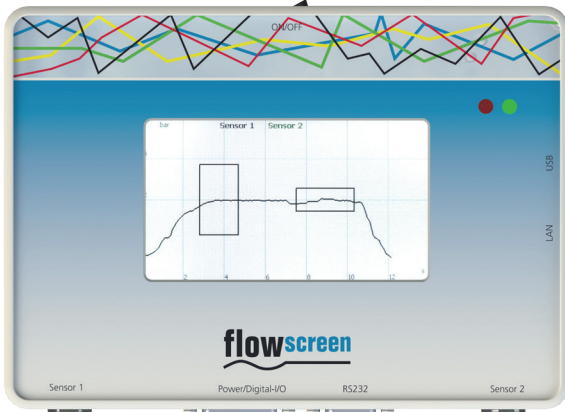 ON/OFF
bar Sensor 1 Sensor 2
USB
LAN
2 4 6 8 10 12 s
flowscreen
Sensor 1 Power/Digital-I/O RS232 Sensor 2